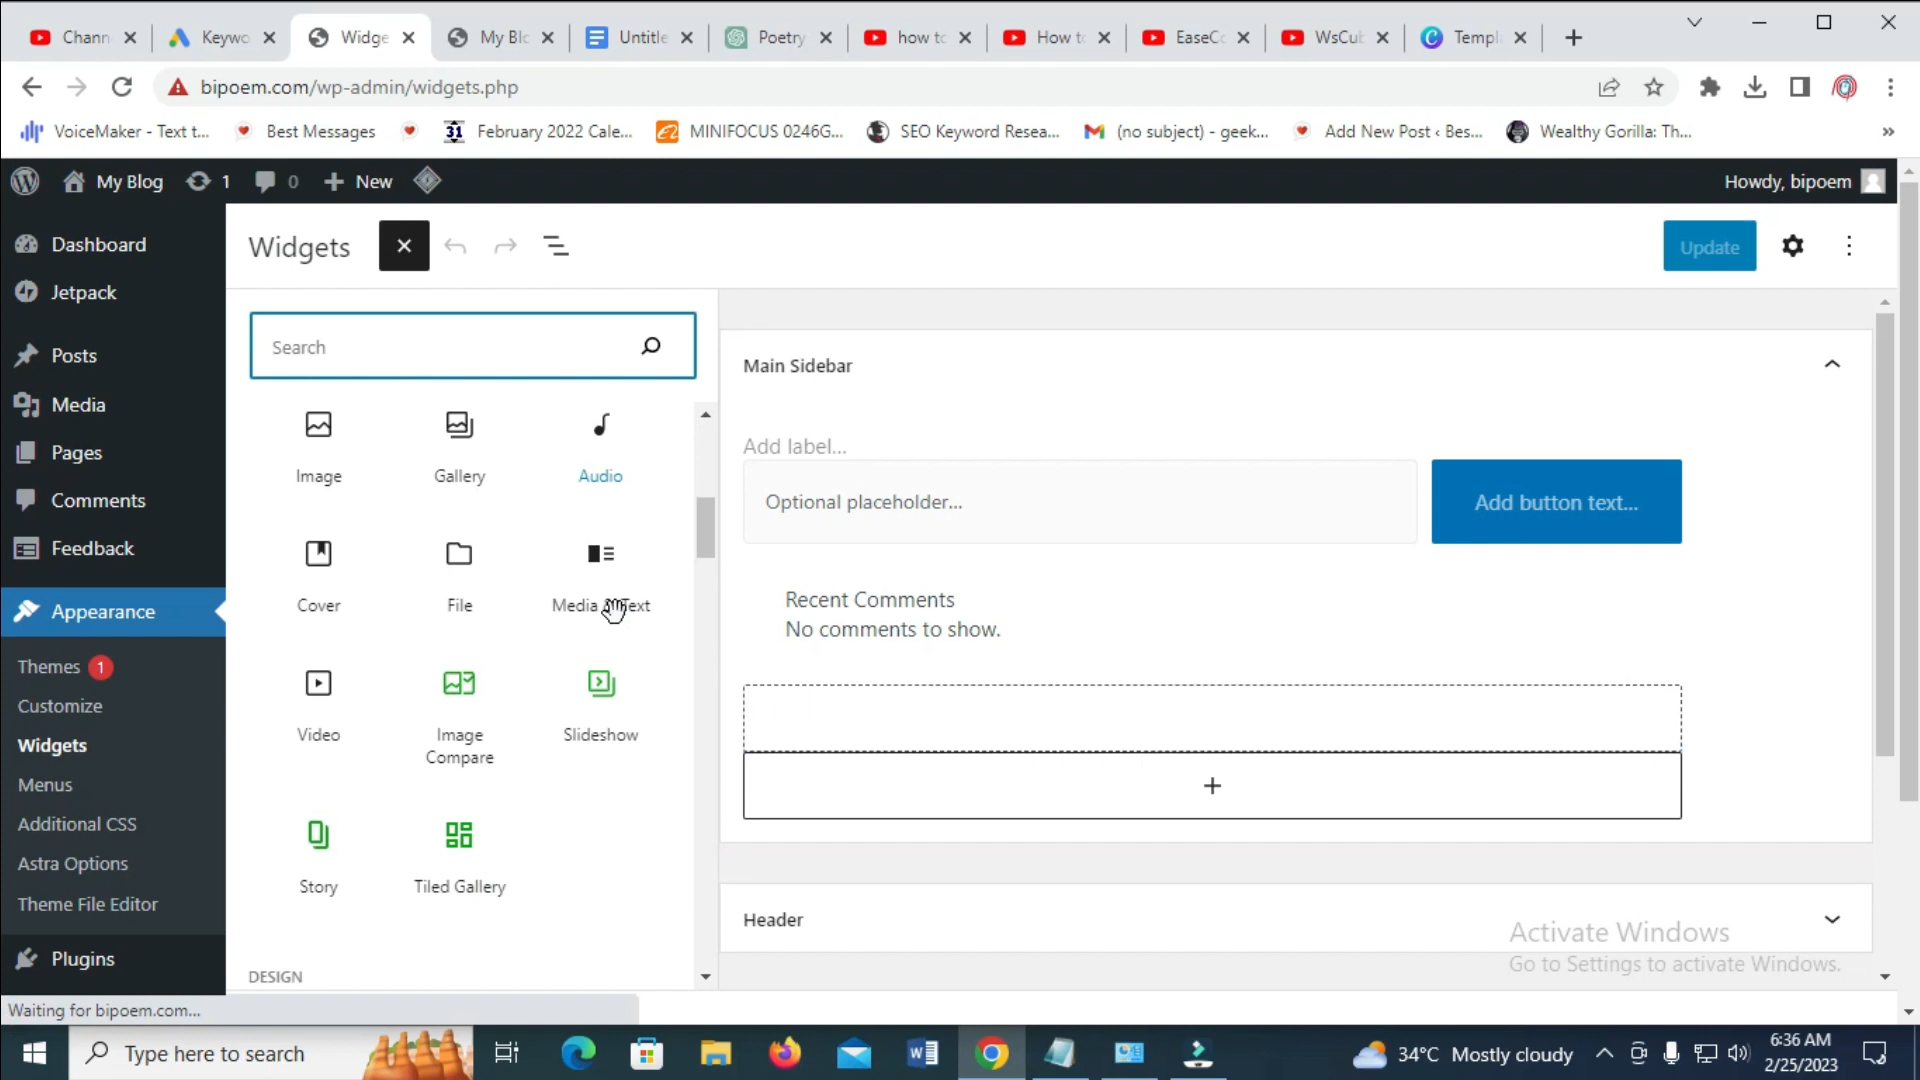 Chann
Keywo
Widge
My Blo
Untitle
Poetry
how to
How to
EaseCo
WsCub
Templ
bipoem.com/wp-admin/widgets.php
VoiceMaker - Text t...
Best Messages
31
February 2022 Cale...
MINIFOCUS 0246G...
SEO Keyword Resea...
(no subject) - geek...
Add New Post ‹ Bes...
Wealthy Gorilla: Th...
My Blog
1
0
New
Howdy, bipoem
Dashboard
Jetpack
Posts
Media
Pages
Comments
Feedback
Appearance
Themes 1
Customize
Widgets
Menus
Additional CSS
Astra Options
Theme File Editor
Plugins
Widgets
Update
Search
Image
Gallery
Audio
Cover
File
Media & Text
Video
Image
Compare
Slideshow
Story
Tiled Gallery
DESIGN
Main Sidebar
Add label...
Optional placeholder...
Add button text...
Recent Comments
No comments to show.
Header
Activate Windows
Go to Settings to activate Windows.
Waiting for bipoem.com...
Type here to search
34°C Mostly cloudy
6:36 AM
2/25/2023